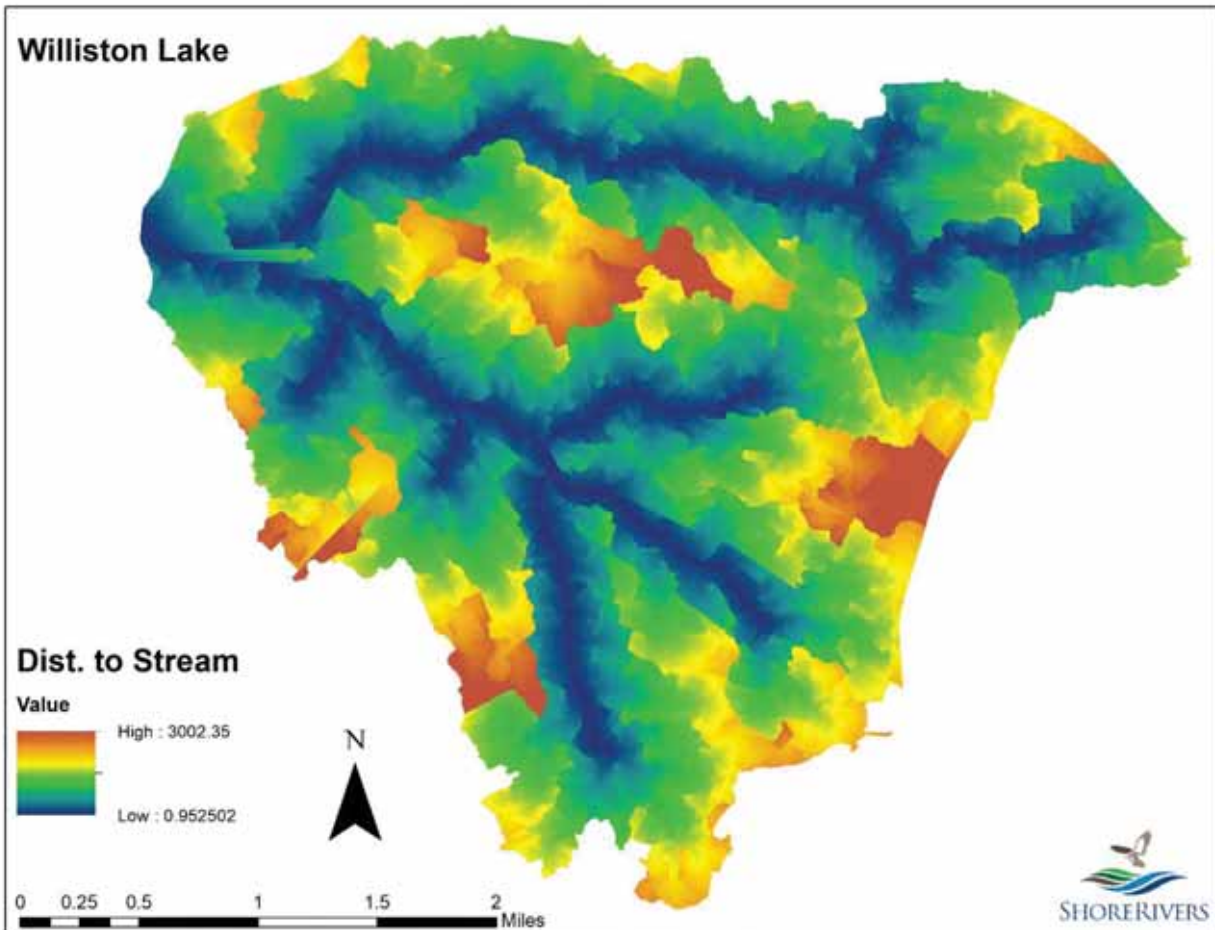 Williston Lake
Dist. to Stream
Value
High : 3002.35
Low : 0.952502
N
0 0.25 0.5 1 1.5 2
Miles
SHORERIVERS